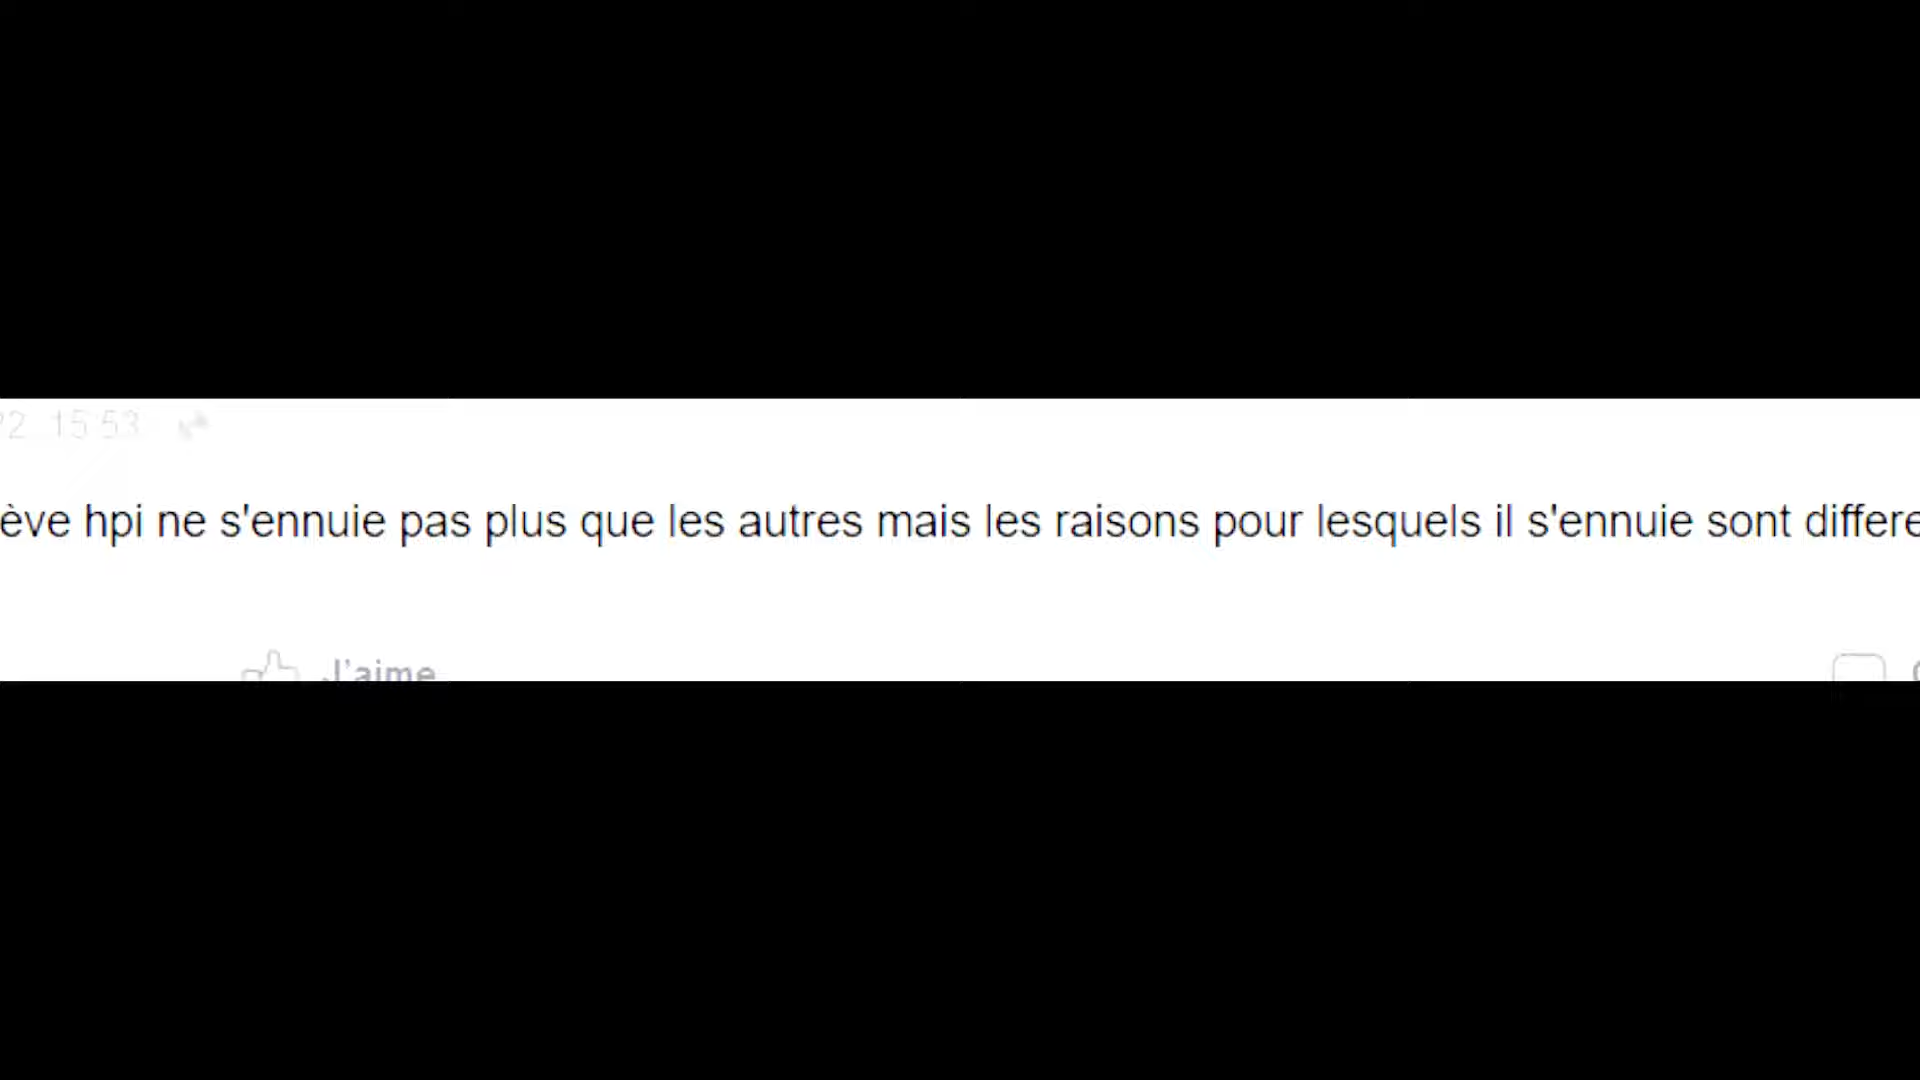 22 15:53
ève hpi ne s'ennuie pas plus que les autres mais les raisons pour lesquels il s'ennuie sont differe
J'aime